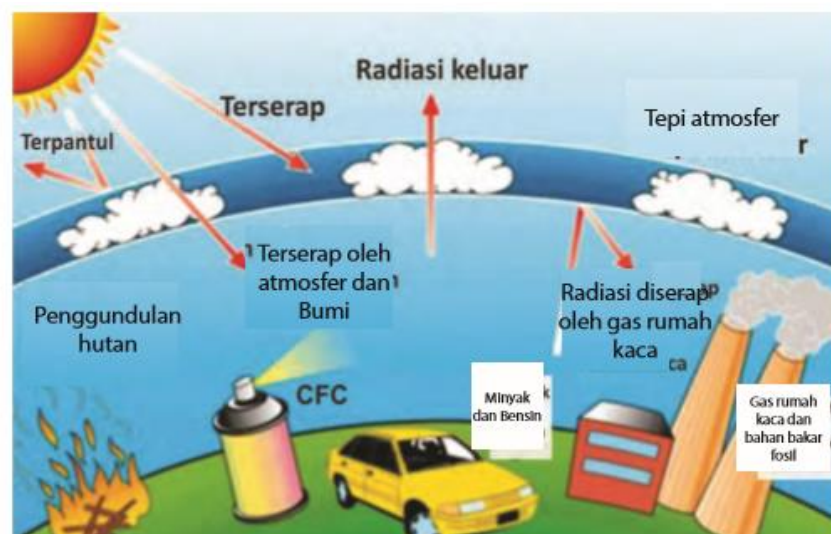 Radiasi keluar
Terserap
Tepi atmosfer
Terpantul
r
Terserap oleh
atmosfer dan
Bumi
Radiasi diserap
oleh gas rumah
kaca
ca
Penggundulan
hutan
CFC
Minyak
dan Bensin
Gas rumah
kaca dan
bahan bakar
fosil